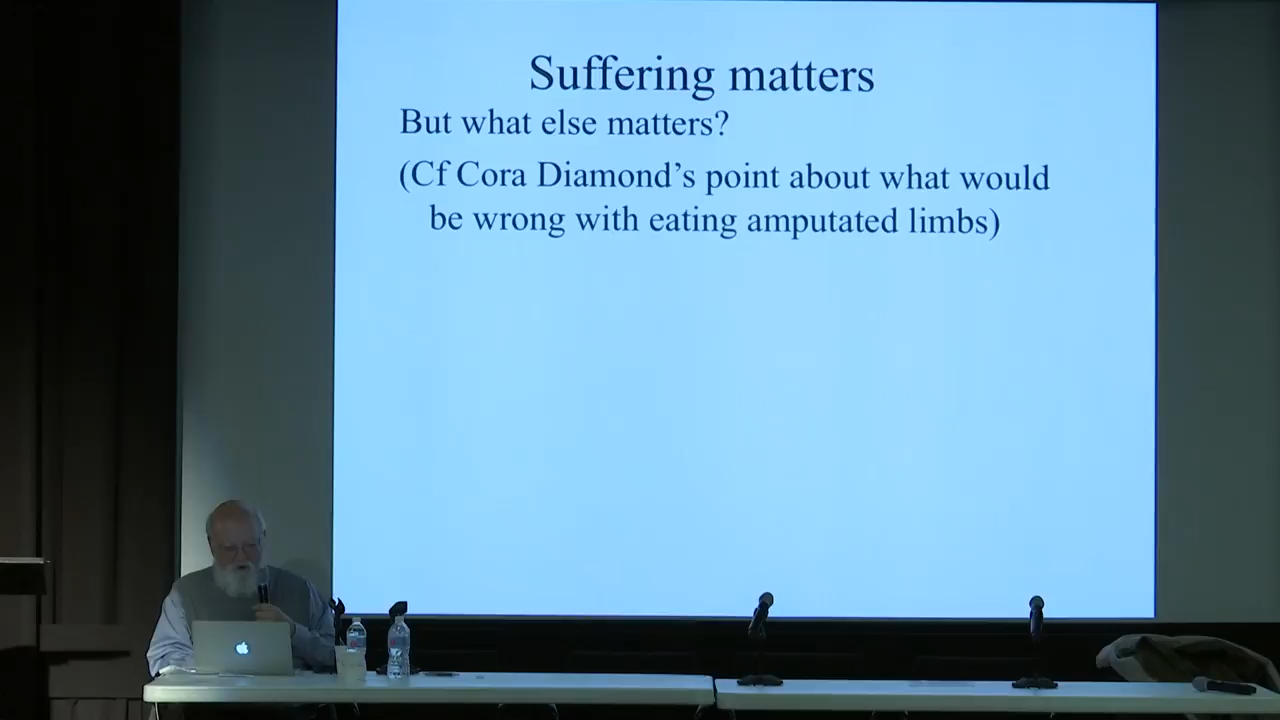 Suffering matters
But what else matters?
(Cf Cora Diamond’s point about what would
be wrong with eating amputated limbs)